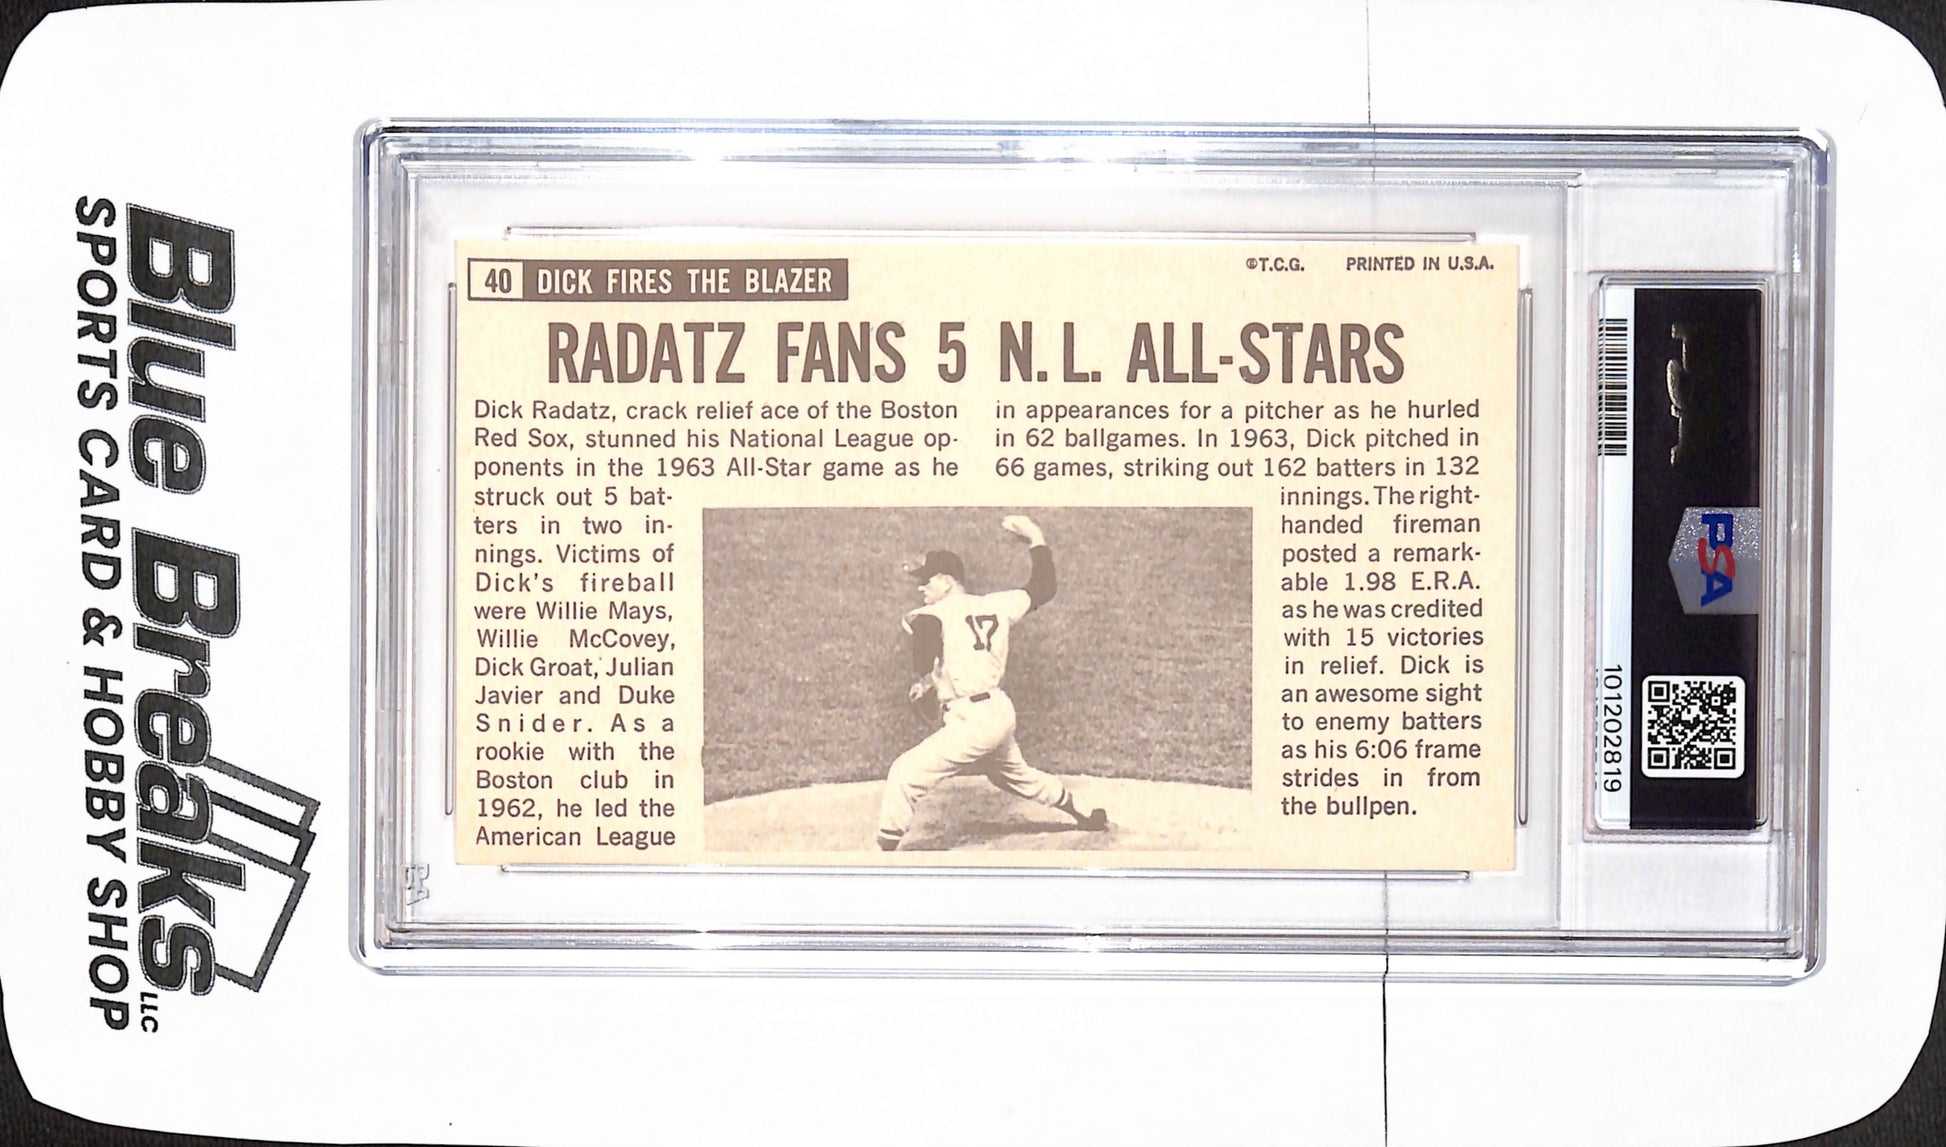 Blue Breaks LLC
SPORTS CARD & HOBBY SHOP
40 DICK FIRES THE BLAZER
©T.C.G. PRINTED IN U.S.A.
RADATZ FANS 5 N.L. ALL-STARS
Dick Radatz, crack relief ace of the Boston
Red Sox, stunned his National League op-
ponents in the 1963 All-Star game as he
struck out 5 bat-
ters in two in-
nings. Victims of
Dick's fireball
were Willie Mays,
Willie McCovey,
Dick Groat, Julian
Javier and Duke
Snider. As a
rookie with the
Boston club in
1962, he led the
American League
in appearances for a pitcher as he hurled
in 62 ballgames. In 1963, Dick pitched in
66 games, striking out 162 batters in 132
innings. The right-
handed fireman
posted a remark-
able 1.98 E.R.A.
as he was credited
with 15 victories
in relief. Dick is
an awesome sight
to enemy batters
as his 6:06 frame
strides in from
the bullpen.
17
PSA
PSA
101202819